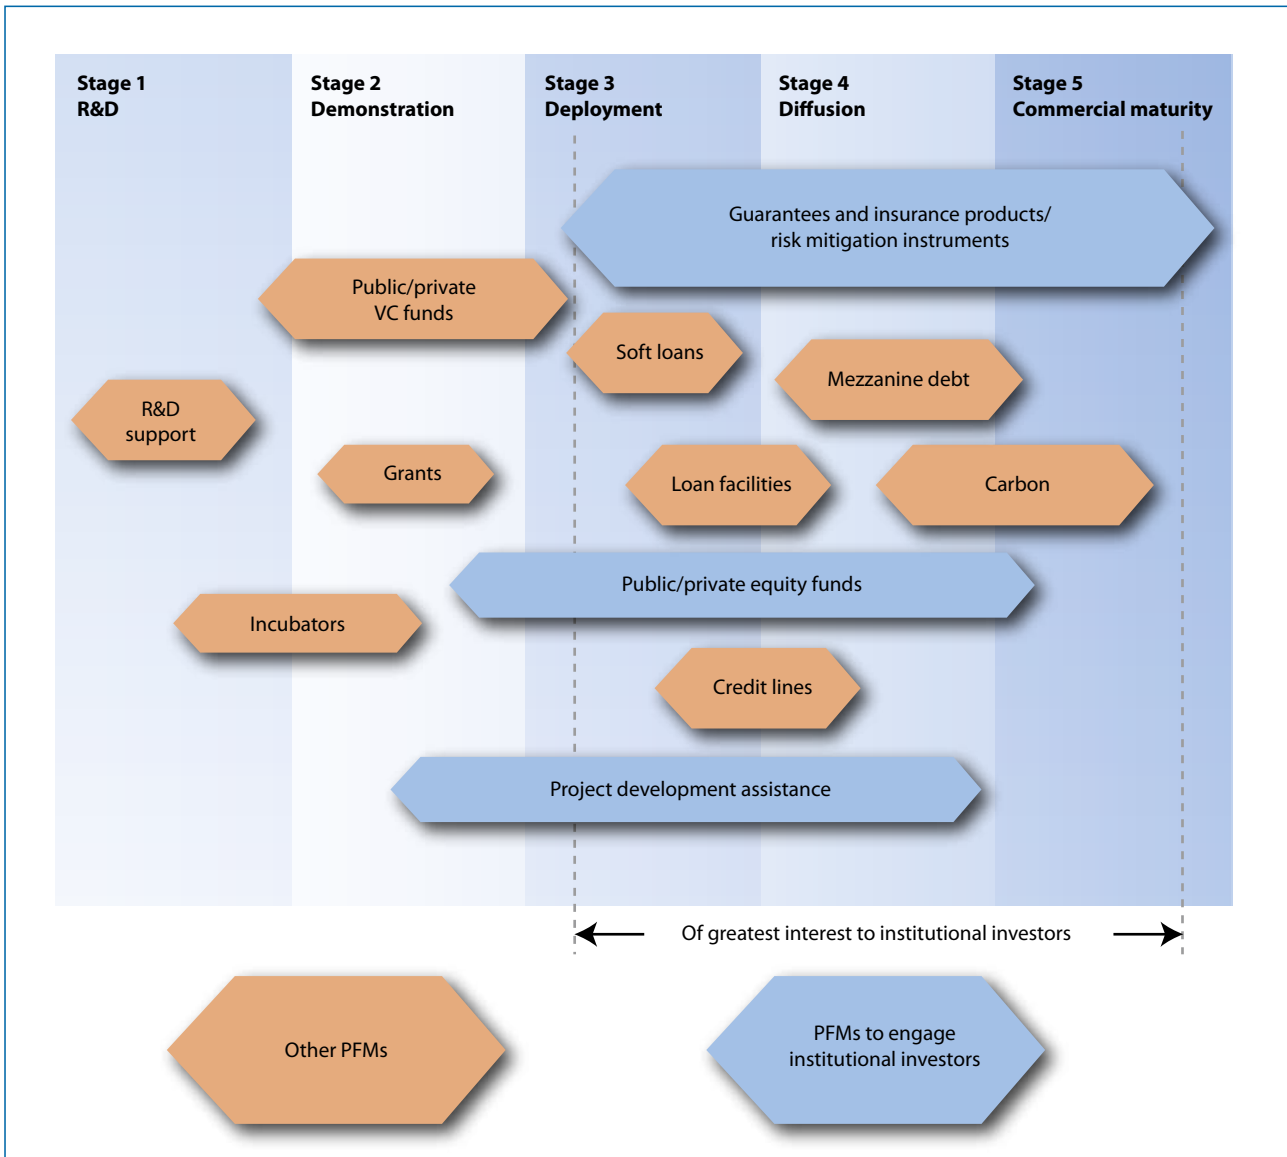 Stage 1
R&D
Stage 2
Demonstration
Stage 3
Deployment
Stage 4
Diffusion
Stage 5
Commercial maturity
Guarantees and insurance products/
risk mitigation instruments
Public/private
VC funds
Soft loans
Mezzanine debt
R&D
support
Grants
Loan facilities
Carbon
Public/private equity funds
Incubators
Credit lines
Project development assistance
Of greatest interest to institutional investors
Other PFMs
PFMs to engage
institutional investors